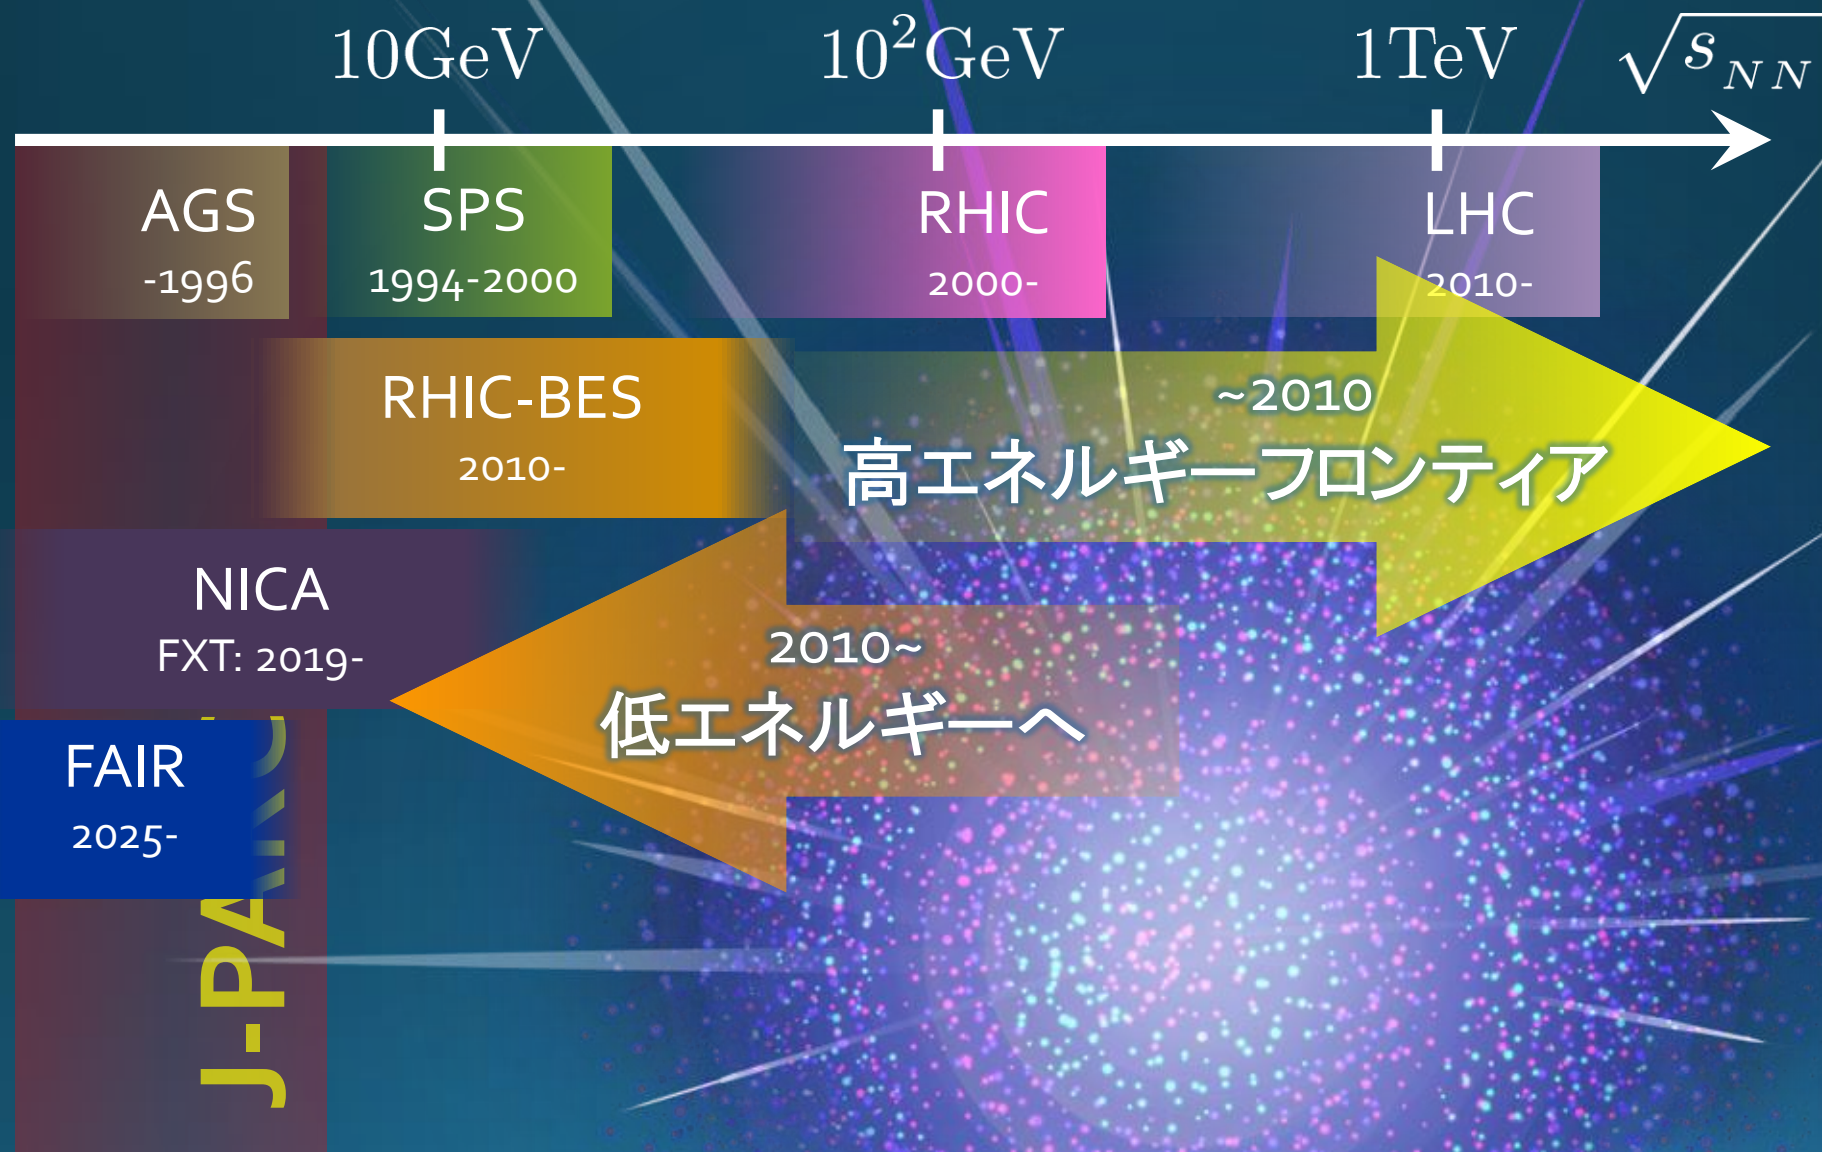 10GeV
10²GeV
1TeV
√s_NN
AGS
-1996
SPS
1994-2000
RHIC
2000-
LHC
2010-
RHIC-BES
2010-
~2010
高エネルギーフロンティア
NICA
FXT: 2019-
2010~
低エネルギーへ
FAIR
2025-
J-PARC